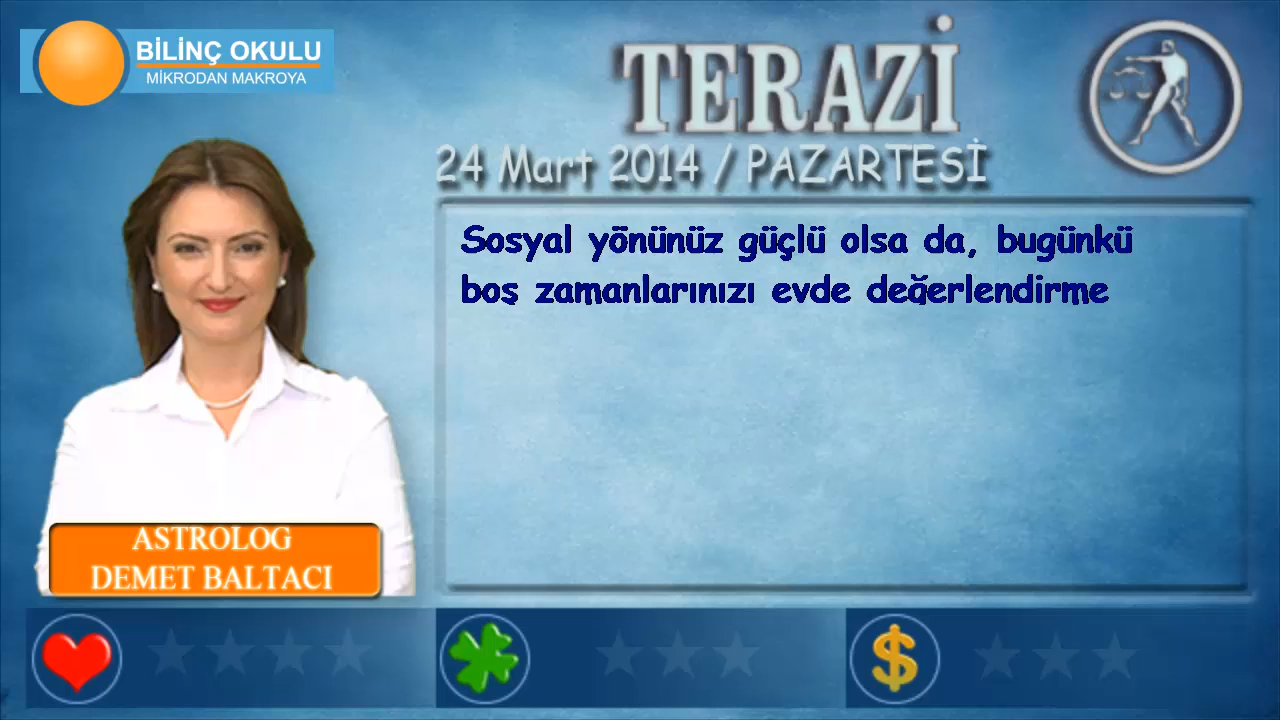 BİLİNÇ OKULU
MİKRODAN MAKROYA
TERAZİ
24 Mart 2014 / PAZARTESİ
Sosyal yönünüz güçlü olsa da, bugünkü
boş zamanlarınızı evde değerlendirme
ASTROLOG
DEMET BALTACI